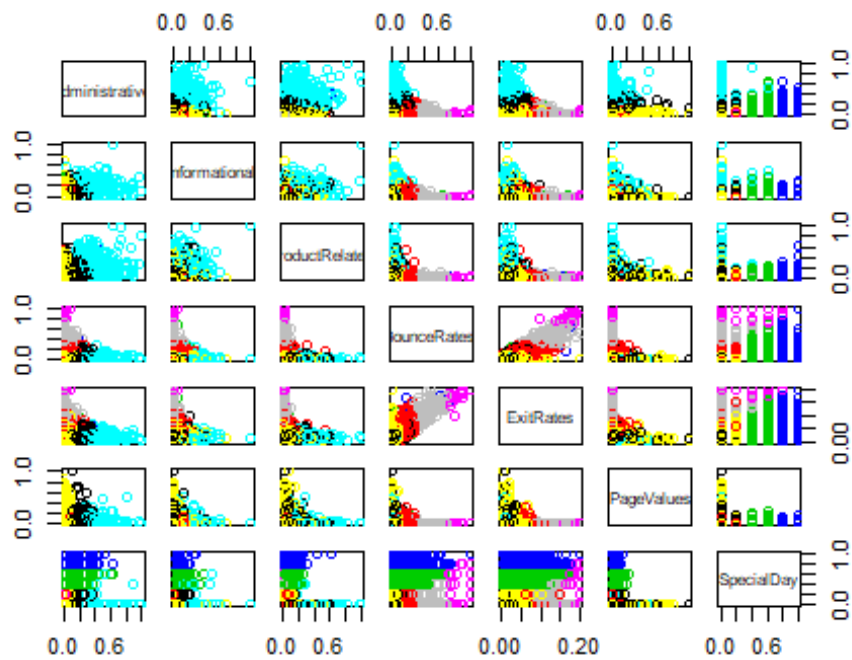 0.0 0.6 0.0 0.6 0.0 0.6
dministrative 0.0 1.0
0.0 1.0 nformational
roductRelate 0.0 1.0
0.0 1.0 ounceRates
ExitRates 0.00
0.0 1.0 PageValues
SpecialDay 0.0 1.0
0.0 0.6 0.0 0.6 0.00 0.20 0.0 0.6